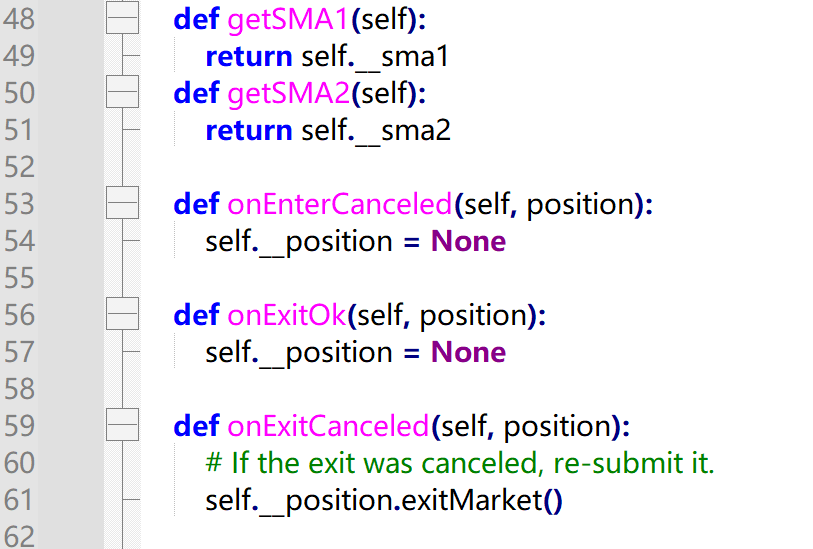 48 def getSMA1(self):
49 return self.__sma1
50 def getSMA2(self):
51 return self.__sma2
52
53 def onEnterCanceled(self, position):
54 self.__position = None
55
56 def onExitOk(self, position):
57 self.__position = None
58
59 def onExitCanceled(self, position):
60 # If the exit was canceled, re-submit it.
61 self.__position.exitMarket()
62